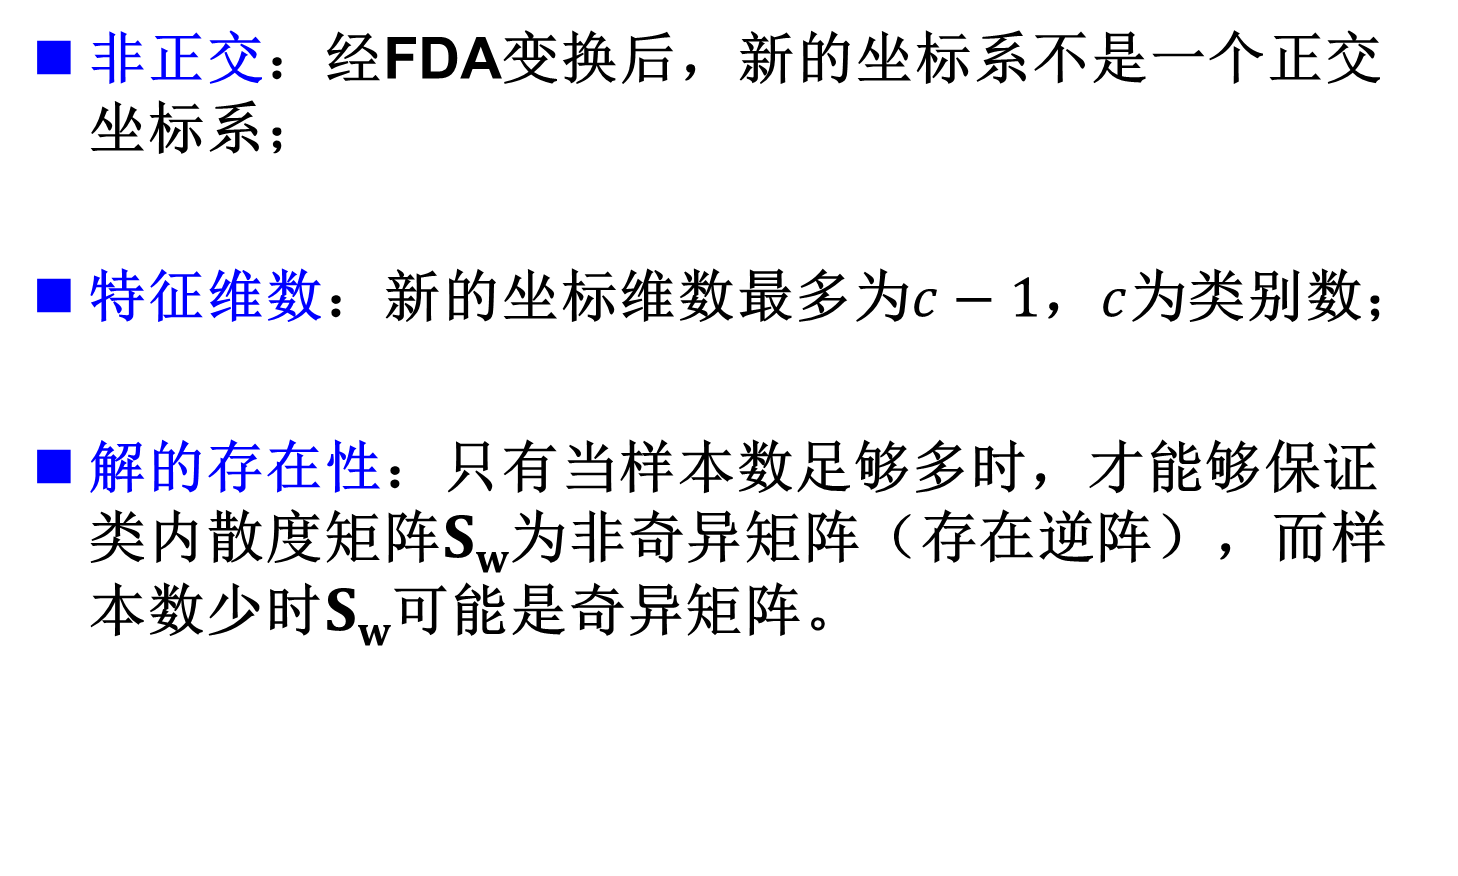 ■ 非正交：经FDA变换后，新的坐标系不是一个正交
坐标系；
■ 特征维数：新的坐标维数最多为c − 1，c为类别数；
■ 解的存在性：只有当样本数足够多时，才能够保证
类内散度矩阵S_w为非奇异矩阵（存在逆阵），而样
本数少时S_w可能是奇异矩阵。